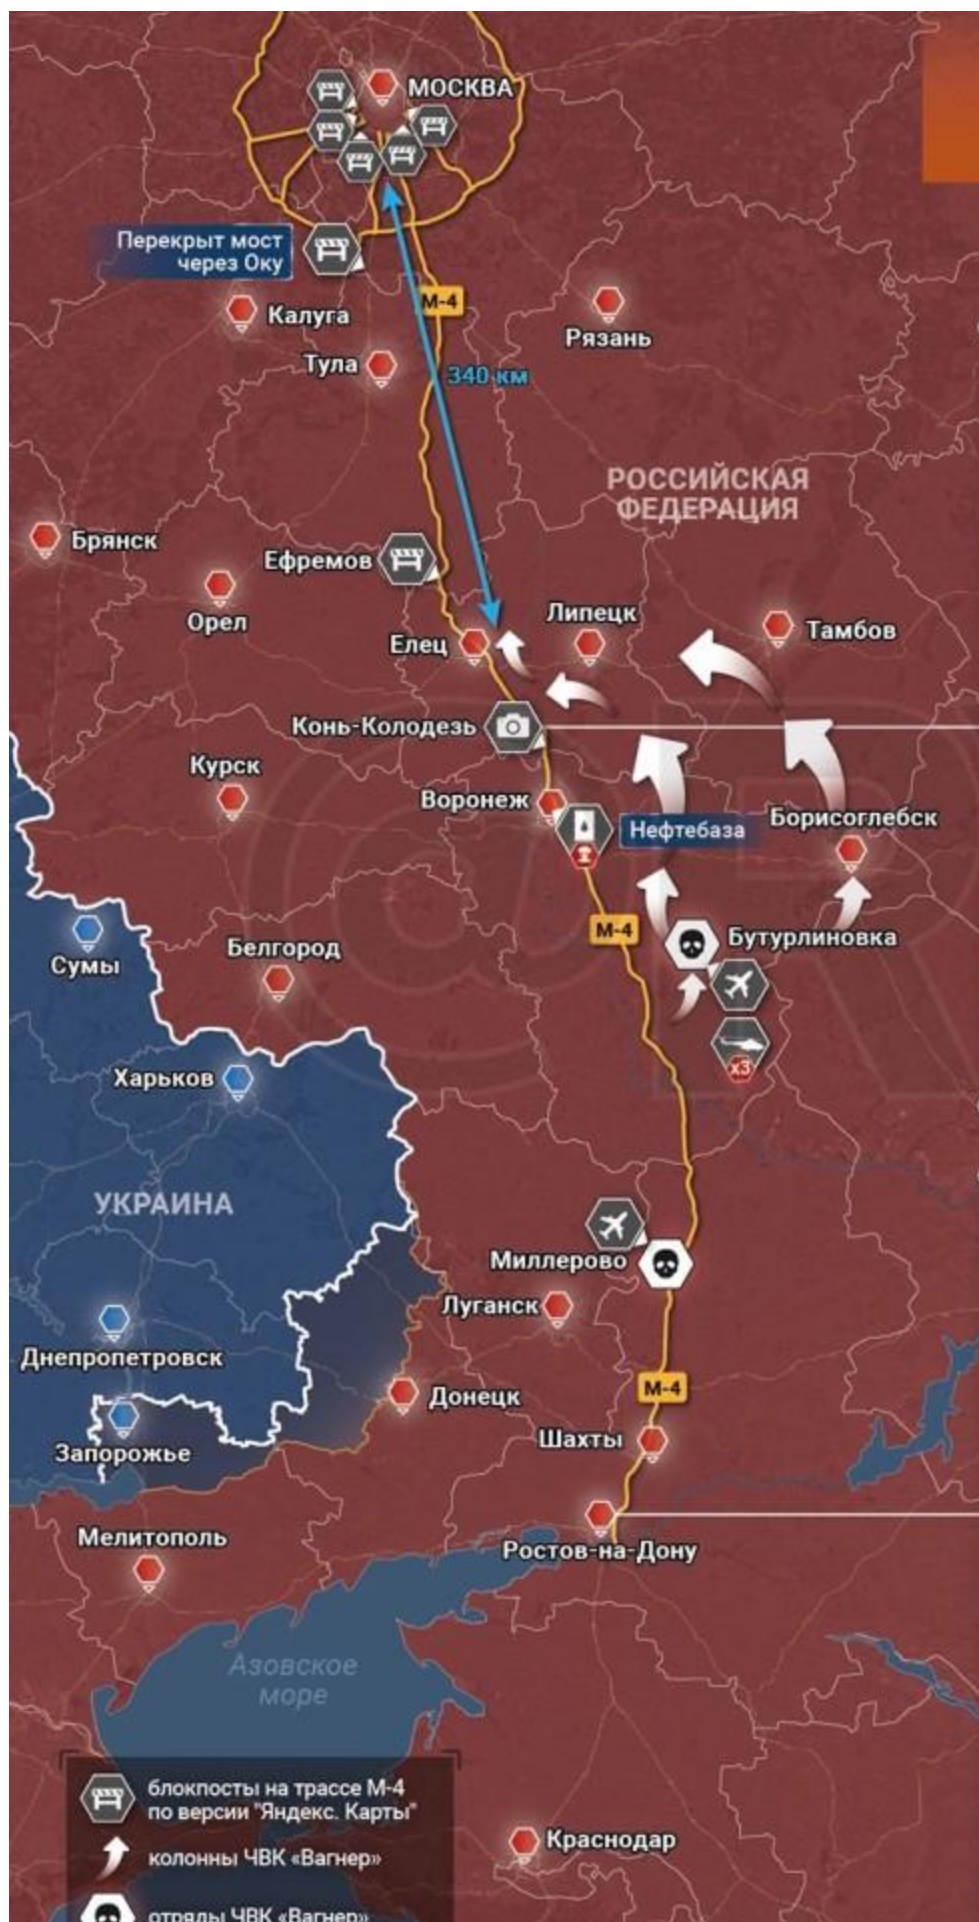 МОСКВА
Перекрыт мост
через Оку
М-4
Калуга
Рязань
Тула
340 км
РОССИЙСКАЯ
ФЕДЕРАЦИЯ
Брянск
Ефремов
Орел
Липецк
Тамбов
Елец
Конь-Колодезь
Курск
Воронеж
Нефтебаза
Борисоглебск
М-4
Бутурлиновка
Сумы
Белгород
х3
Харьков
УКРАИНА
Миллерово
Луганск
Днепропетровск
М-4
Донецк
Шахты
Запорожье
Ростов-на-Дону
Мелитополь
Азовское
море
блокпосты на трассе М-4
по версии "Яндекс. Карты"
Краснодар
колонны ЧВК «Вагнер»
отряды ЧВК «Вагнер»